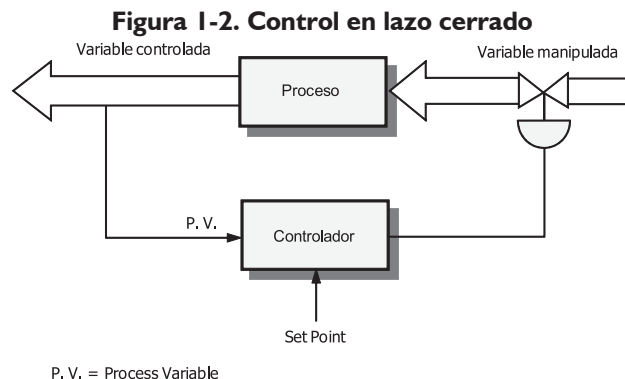 Figura 1-2. Control en lazo cerrado
Variable controlada
Variable manipulada
Proceso
P. V.
Controlador
Set Point
P. V. = Process Variable